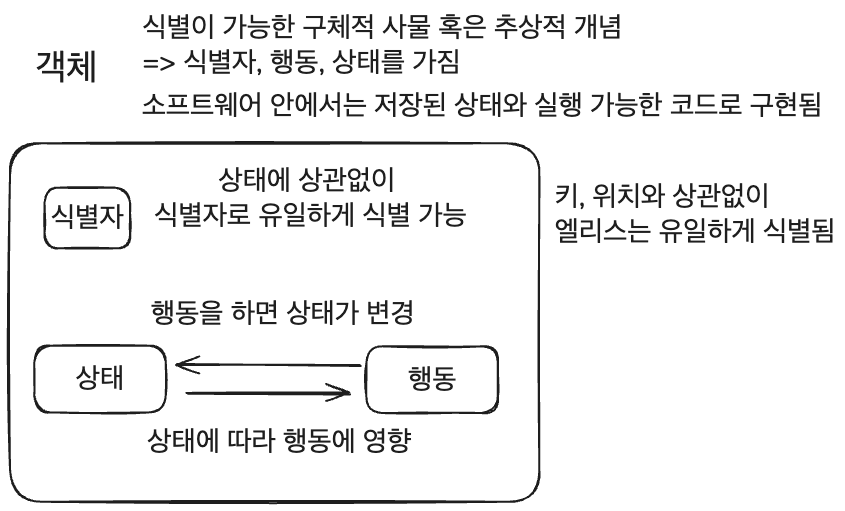 객체
식별이 가능한 구체적 사물 혹은 추상적 개념
=> 식별자, 행동, 상태를 가짐
소프트웨어 안에서는 저장된 상태와 실행 가능한 코드로 구현됨
식별자
상태에 상관없이
식별자로 유일하게 식별 가능
키, 위치와 상관없이
엘리스는 유일하게 식별됨
행동을 하면 상태가 변경
상태
행동
상태에 따라 행동에 영향